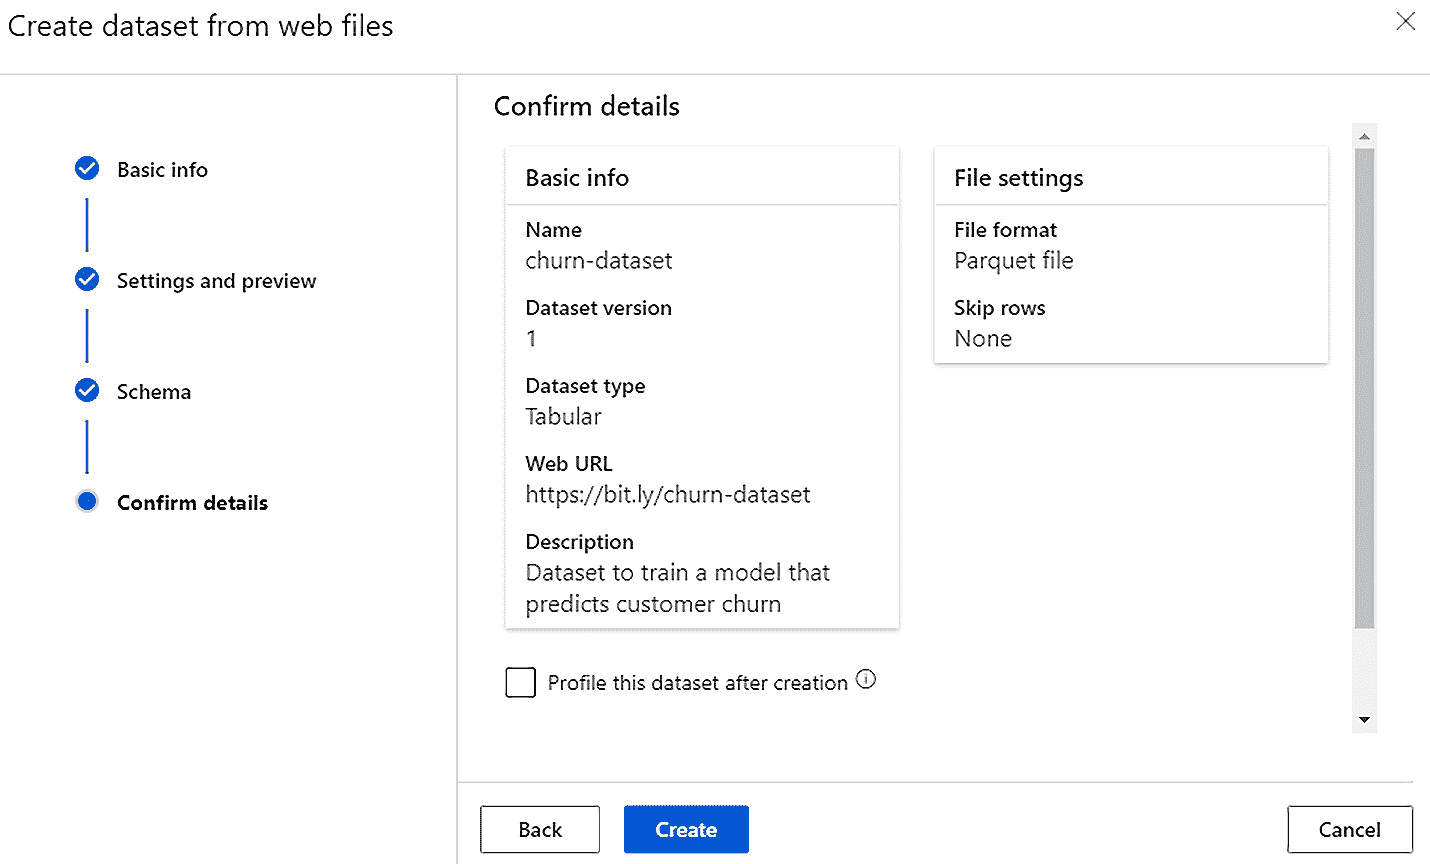 Create dataset from web files
Basic info
Settings and preview
Schema
Confirm details
Confirm details
Basic info
Name
churn-dataset
Dataset version
1
Dataset type
Tabular
Web URL
https://bit.ly/churn-dataset
Description
Dataset to train a model that
predicts customer churn
File settings
File format
Parquet file
Skip rows
None
Profile this dataset after creation
Back
Create
Cancel